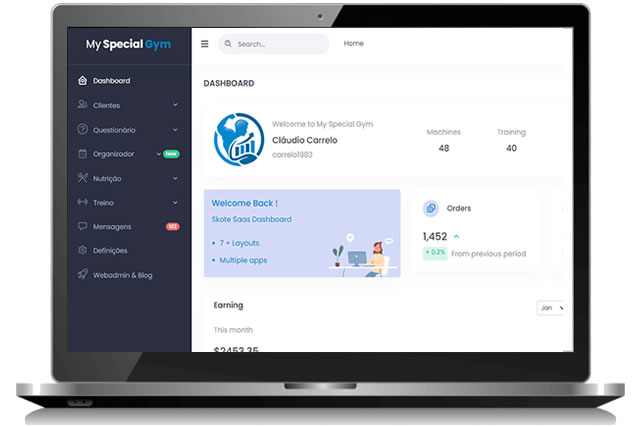 My Special Gym
Search...
Home
Dashboard
Clientes
Questionário
Organizador
New
Nutrição
Treino
Mensagens
Definições
Webadmin & Blog
DASHBOARD
Welcome to My Special Gym
Cláudio Carrelo
carrelo1983
Machines
48
Training
40
Welcome Back !
Skote Saas Dashboard
7 + Layouts
Multiple apps
Orders
1,452
+ 0.2%
From previous period
Earning
Jan
This month
$2453.35